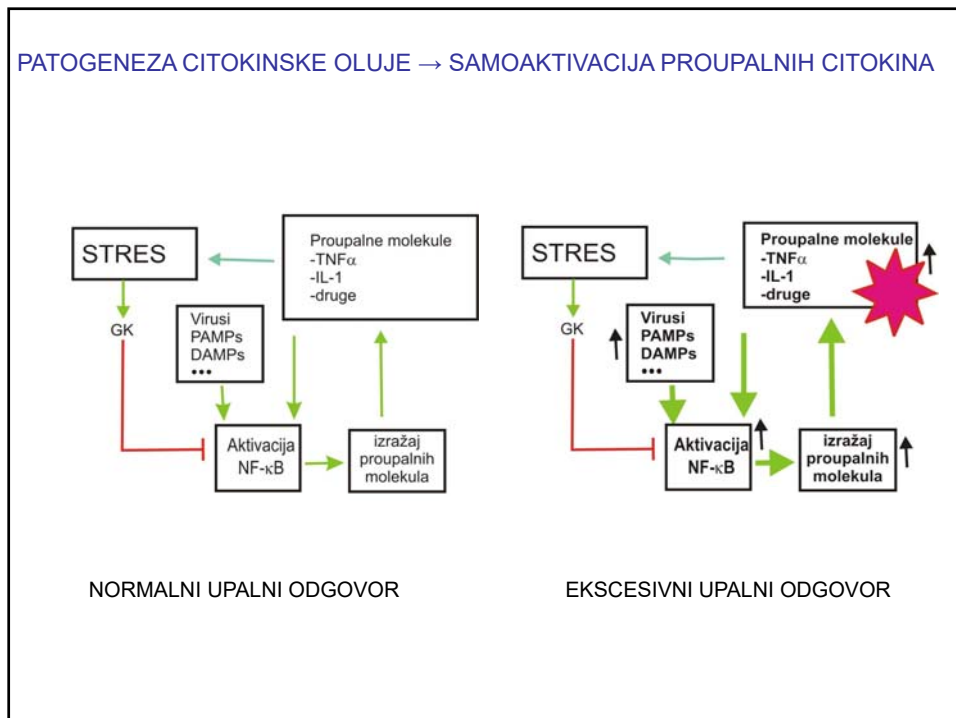 PATOGENEZA CITOKINSKE OLUJE → SAMOAKTIVACIJA PROUPALNIH CITOKINA
STRES
GK
Virusi
PAMPs
DAMPs
•••
Proupalne molekule
-TNFα
-IL-1
-druge
Aktivacija
NF-κB
izražaj
proupalnih
molekula
NORMALNI UPALNI ODGOVOR
STRES
GK
Virusi
PAMPs
DAMPs
•••
Proupalne molekule
-TNFα
-IL-1
-druge
Aktivacija
NF-κB
izražaj
proupalnih
molekula
EKSCESIVNI UPALNI ODGOVOR